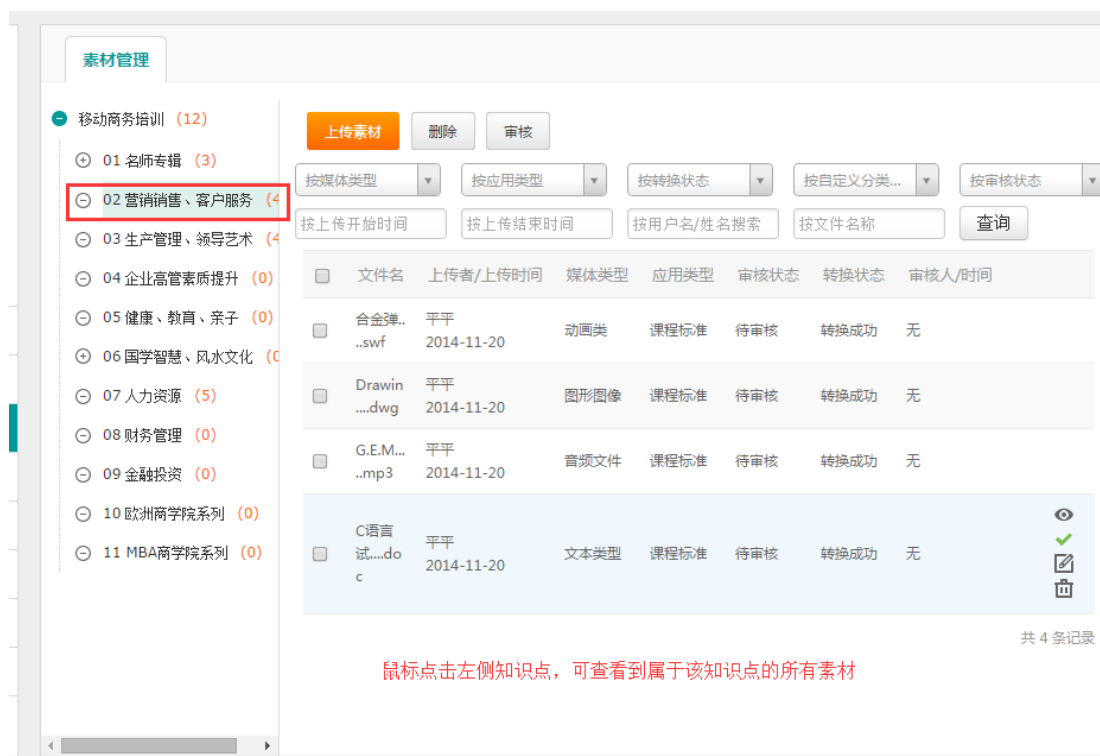 素材管理
移动商务培训 (12)
01 名师专辑 (3)
02 营销销售、客户服务 (4
03 生产管理、领导艺术 (4
04 企业高管素质提升 (0)
05 健康、教育、亲子 (0)
06 国学智慧、风水文化 (0
07 人力资源 (5)
08 财务管理 (0)
09 金融投资 (0)
10 欧洲商学院系列 (0)
11 MBA商学院系列 (0)
上传素材 删除 审核
按媒体类型 按应用类型 按转换状态 按自定义分类... 按审核状态
按上传开始时间 按上传结束时间 按用户名/姓名搜索 按文件名称 查询
文件名 上传者/上传时间 媒体类型 应用类型 审核状态 转换状态 审核人/时间
合金弹.. 平平
..swf 2014-11-20 动画类 课程标准 待审核 转换成功 无
Drawin 平平
....dwg 2014-11-20 图形图像 课程标准 待审核 转换成功 无
G.E.M... 平平
..mp3 2014-11-20 音频文件 课程标准 待审核 转换成功 无
C语言 平平
试....do 2014-11-20 文本类型 课程标准 待审核 转换成功 无
c
共 4 条记录
鼠标点击左侧知识点，可查看到属于该知识点的所有素材